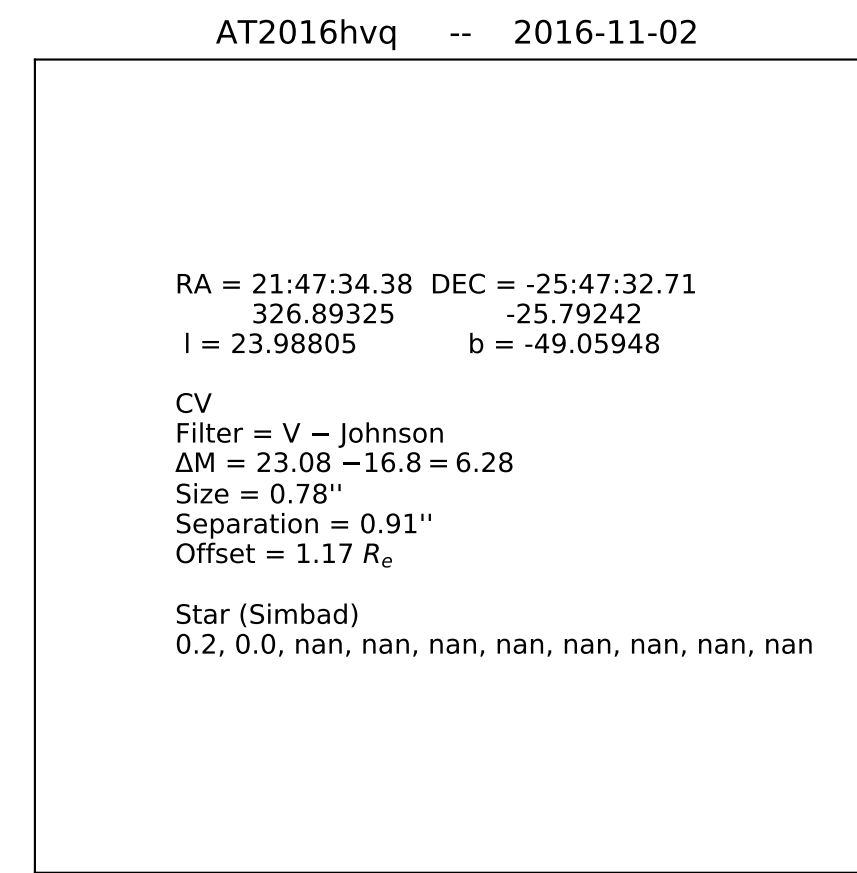 AT2016hvq -- 2016-11-02
RA = 21:47:34.38 DEC = -25:47:32.71
326.89325 -25.79242
l = 23.98805 b = -49.05948
CV
Filter = V − Johnson
ΔM = 23.08 −16.8 = 6.28
Size = 0.78''
Separation = 0.91''
Offset = 1.17 Re
Star (Simbad)
0.2, 0.0, nan, nan, nan, nan, nan, nan, nan, nan